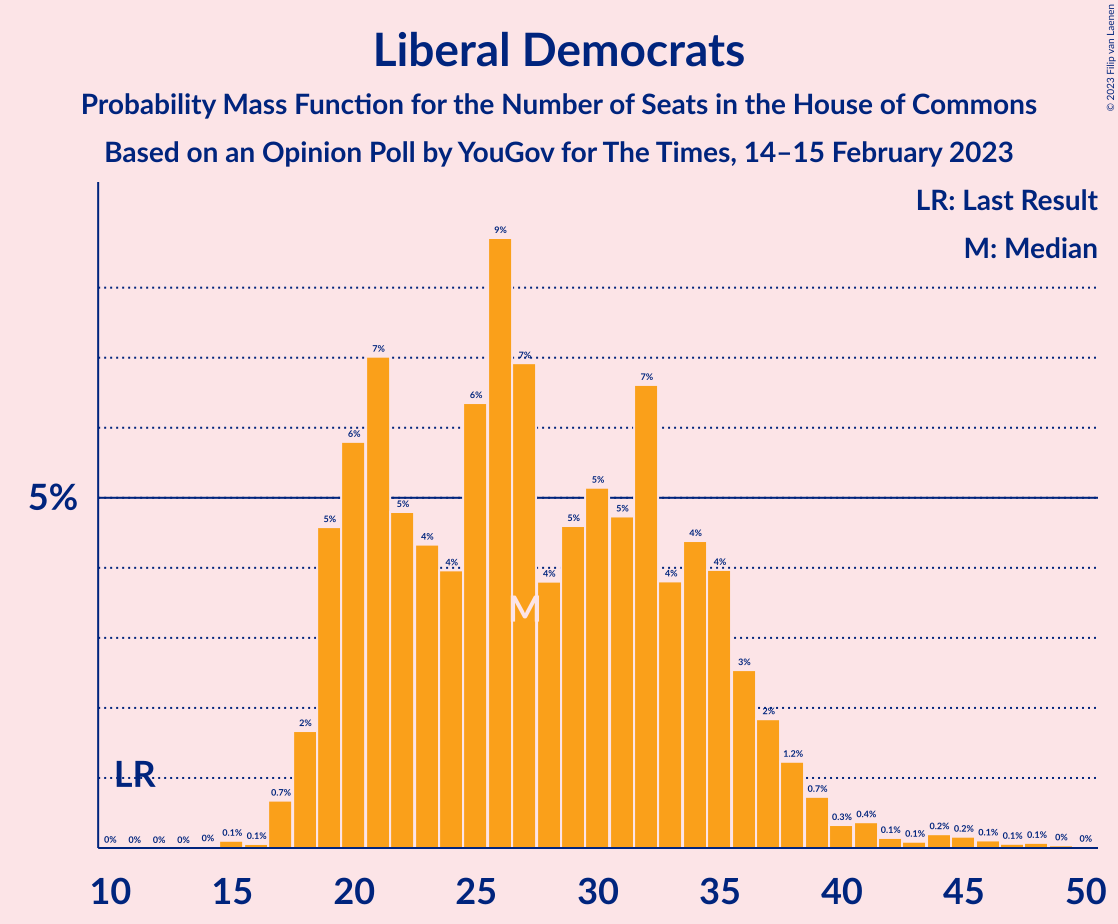 Liberal Democrats
Probability Mass Function for the Number of Seats in the House of Commons
Based on an Opinion Poll by YouGov for The Times, 14–15 February 2023
© 2023 Filip van Laenen
LR: Last Result
M: Median
5%
0% 0% 0% 0% 0% 0.1% 0.1% 0.7% 2% 5% 6% 7% 5% 4% 4% 6% 9% 7% 4% 5% 5% 5% 7% 4% 4% 4% 3% 2% 1.2% 0.7% 0.3% 0.4% 0.1% 0.1% 0.2% 0.2% 0.1% 0.1% 0.1% 0% 0%
M
LR
10 15 20 25 30 35 40 45 50